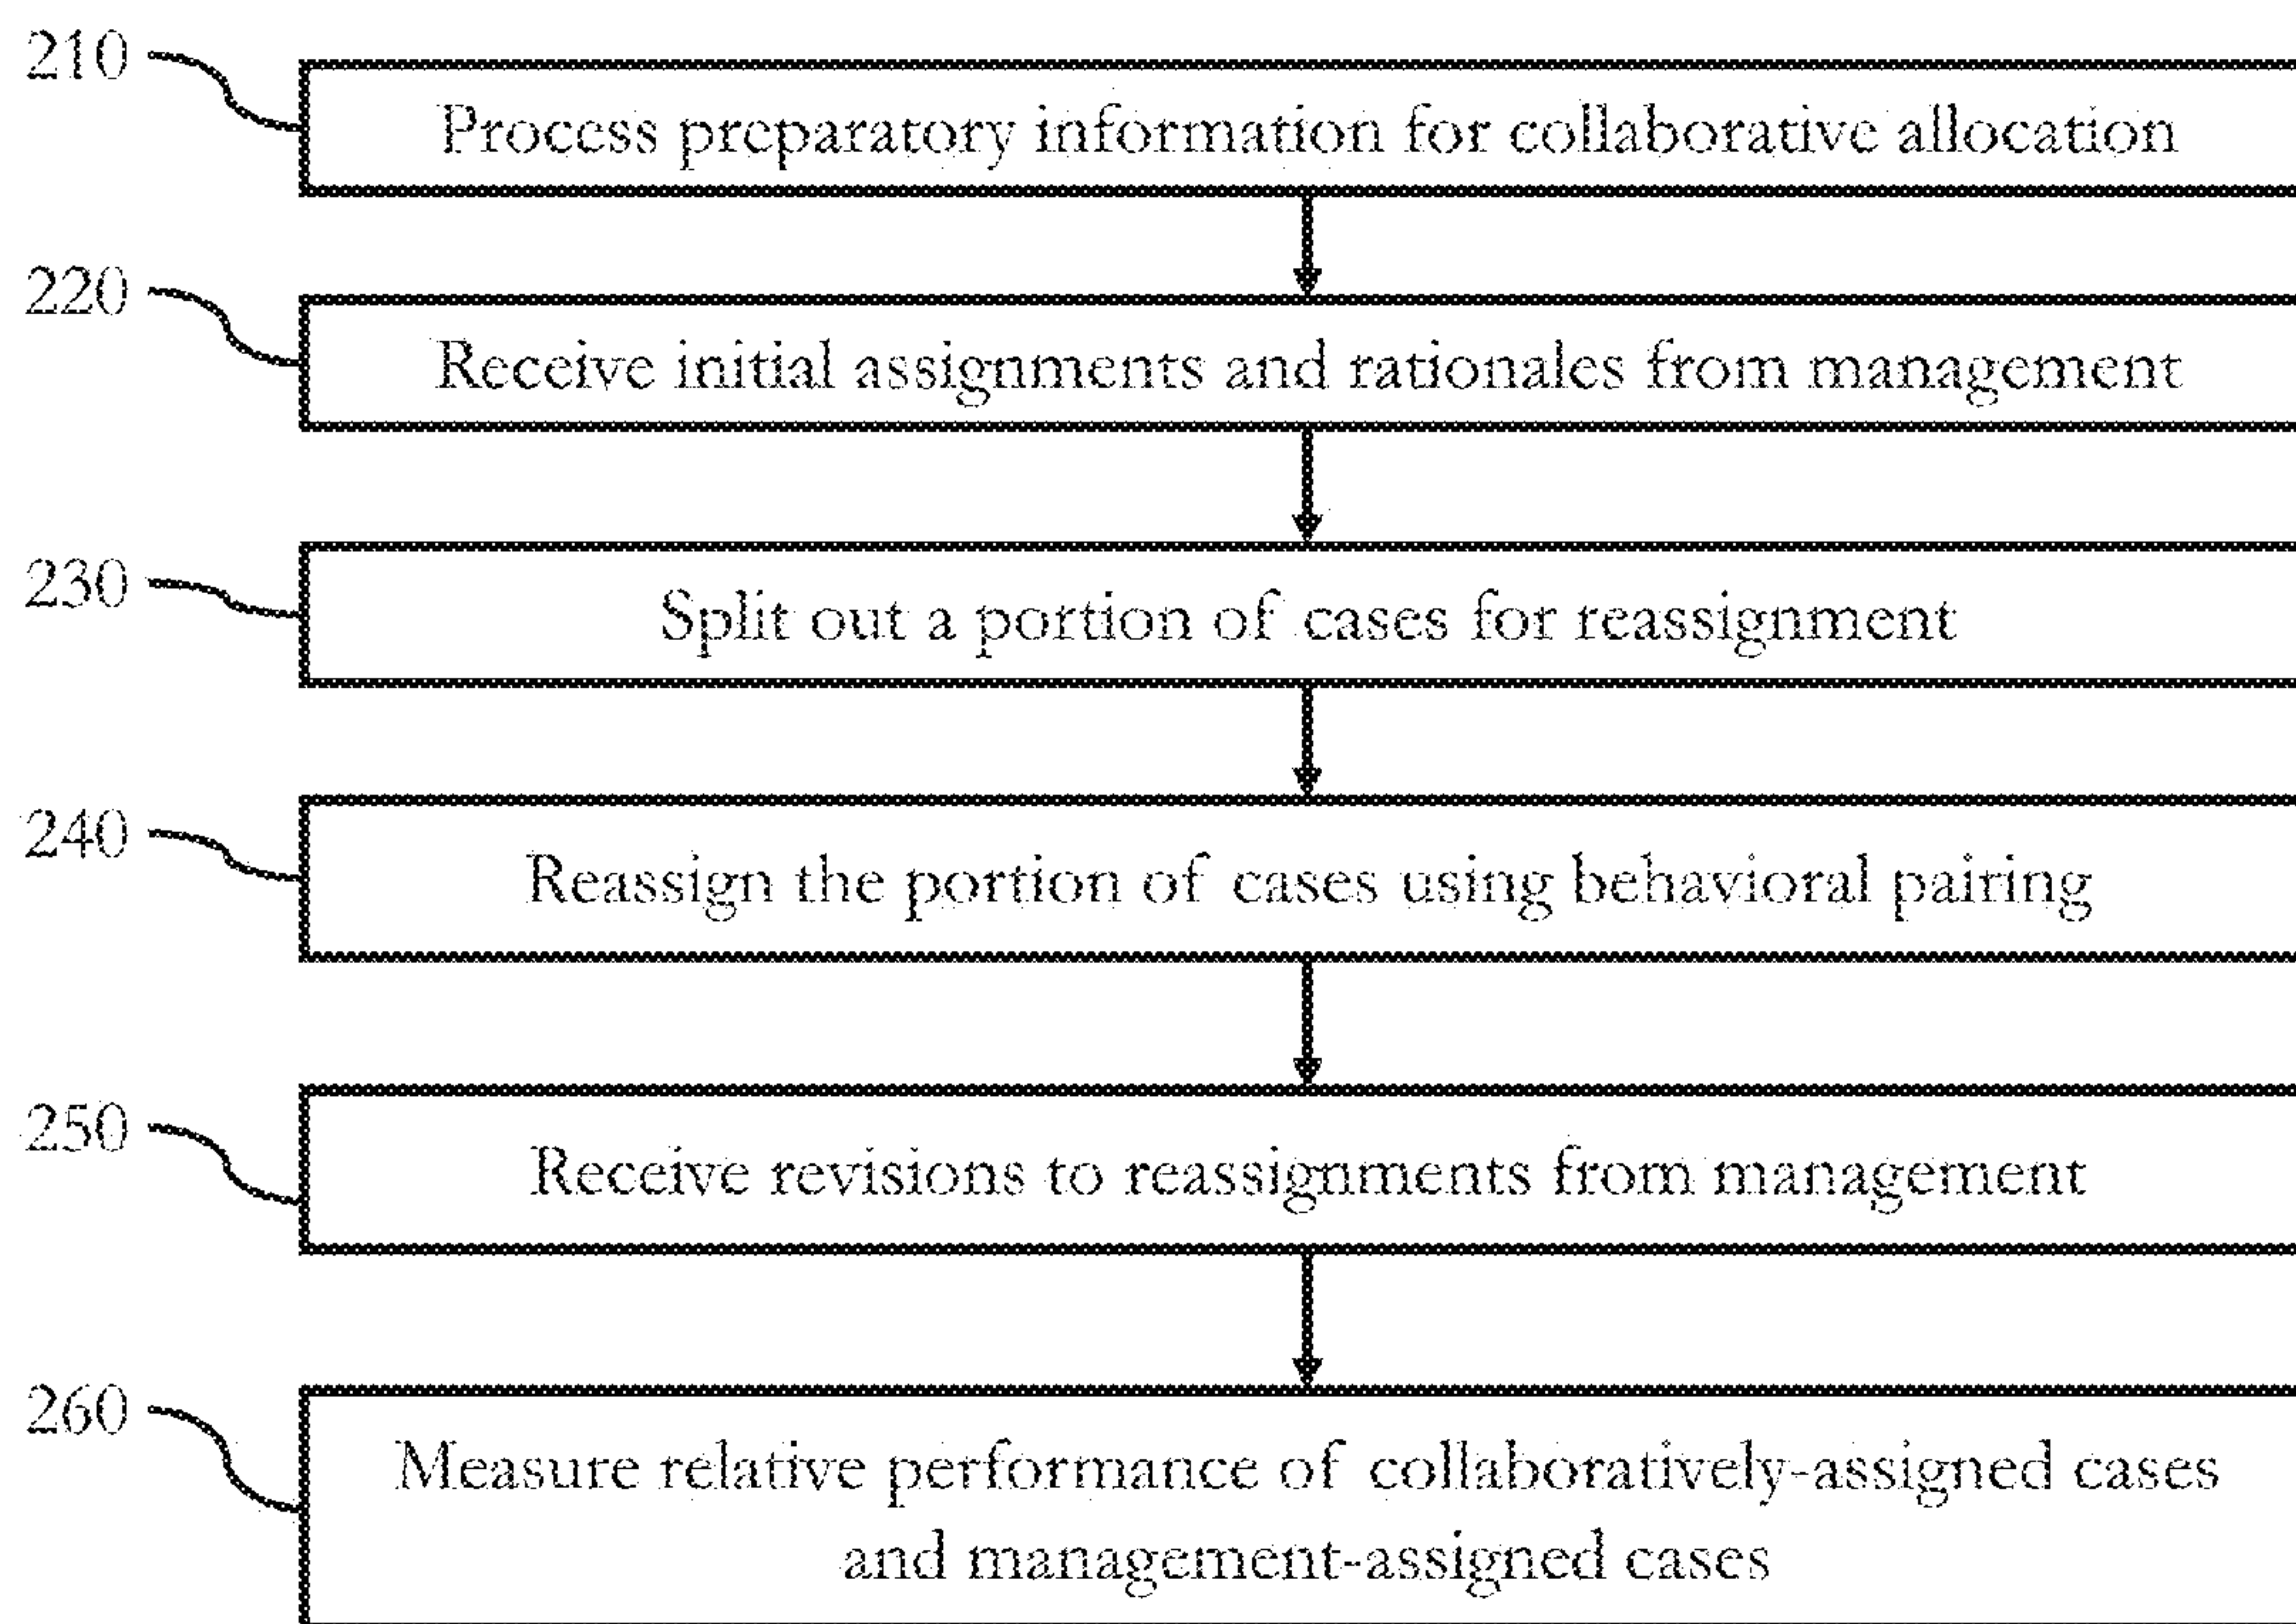 210
Process preparatory information for collaborative allocation
220
Receive initial assignments and rationales from management
230
Split out a portion of cases for reassignment
240
Reassign the portion of cases using behavioral pairing
250
Receive revisions to reassignments from management
260
Measure relative performance of collaboratively-assigned cases
and management-assigned cases